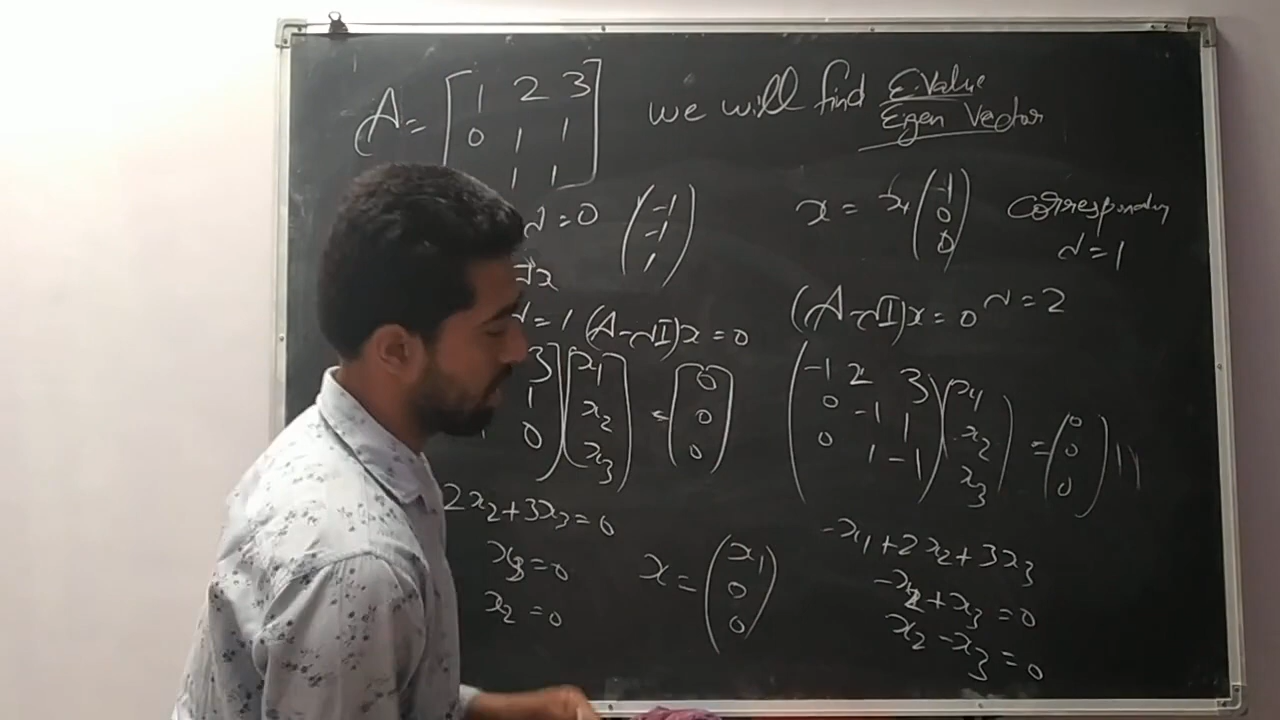 A = [ 1 2 3
0 1 1
1 1 ]
we will find E.Value
Eigen Vector
λ=0 ( -1
-1
1 )
λ=1 (A-λI)x=0
3 ] [ x1 ] = [ 0 ]
1 ] [ x2 ] = [ 0 ]
0 ] [ x3 ] = [ 0 ]
2x2+3x3=0
x3=0
x2=0
x = ( x1
0
0 )
x = x1 ( -1
0
0 ) corresponding
λ=1
(A-λI)x=0 λ=2
( -1 2 3 ) ( x1 ) = ( 0 )
( 0 -1 1 ) ( x2 ) = ( 0 )
( 0 1 -1 ) ( x3 ) = ( 0 )
-x1+2x2+3x3
-x2+x3=0
x2-x3=0